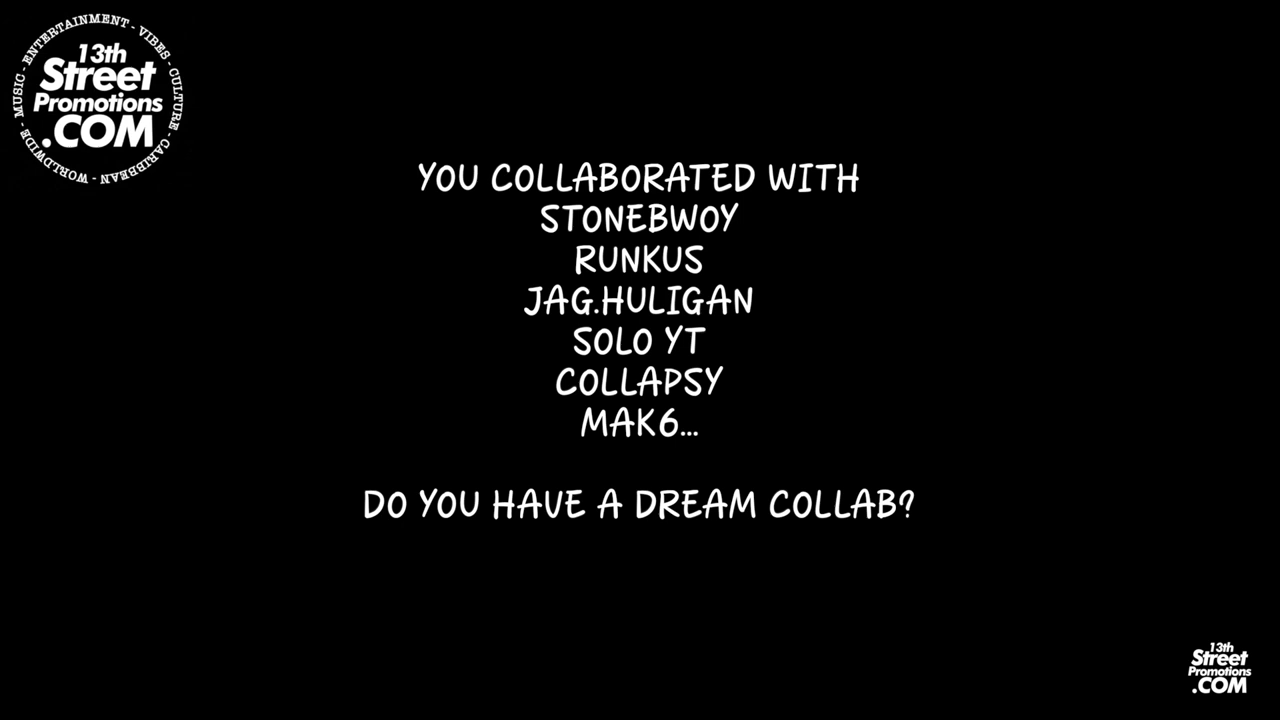 MUSIC - ENTERTAINMENT - VIBES - CULTURE - CARIBBEAN - WORLDWIDE -
13th
Street
Promotions
.COM
YOU COLLABORATED WITH
STONEBWOY
RUNKUS
JAG.HULIGAN
SOLO YT
COLLAPSY
MAK6...
DO YOU HAVE A DREAM COLLAB?
13th
Street
Promotions
.COM